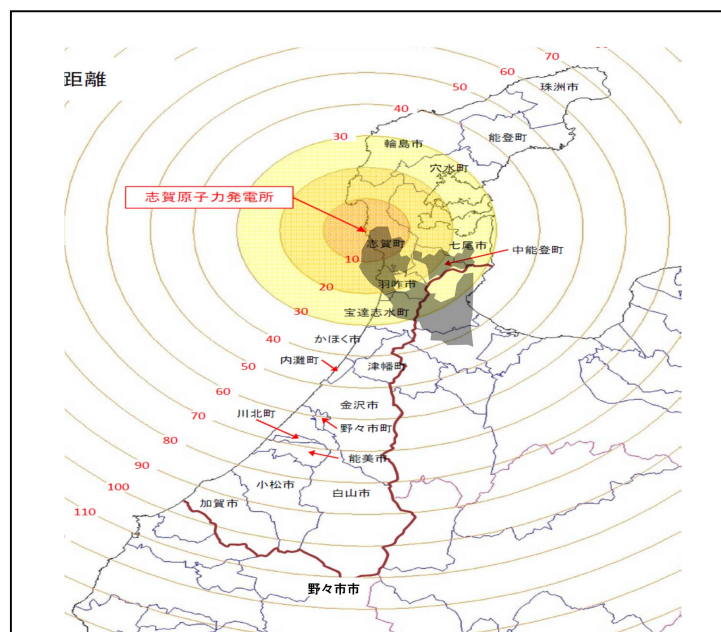 距離
70
60
50
40
30
珠洲市
能登町
輪島市
穴水町
志賀原子力発電所
志賀町
七尾市
中能登町
10
羽咋市
20
30
宝達志水町
かほく市
40
内灘町
50
津幡町
60
金沢市
川北町
70
野々市町
80
能美市
90
小松市
白山市
100
加賀市
110
野々市市